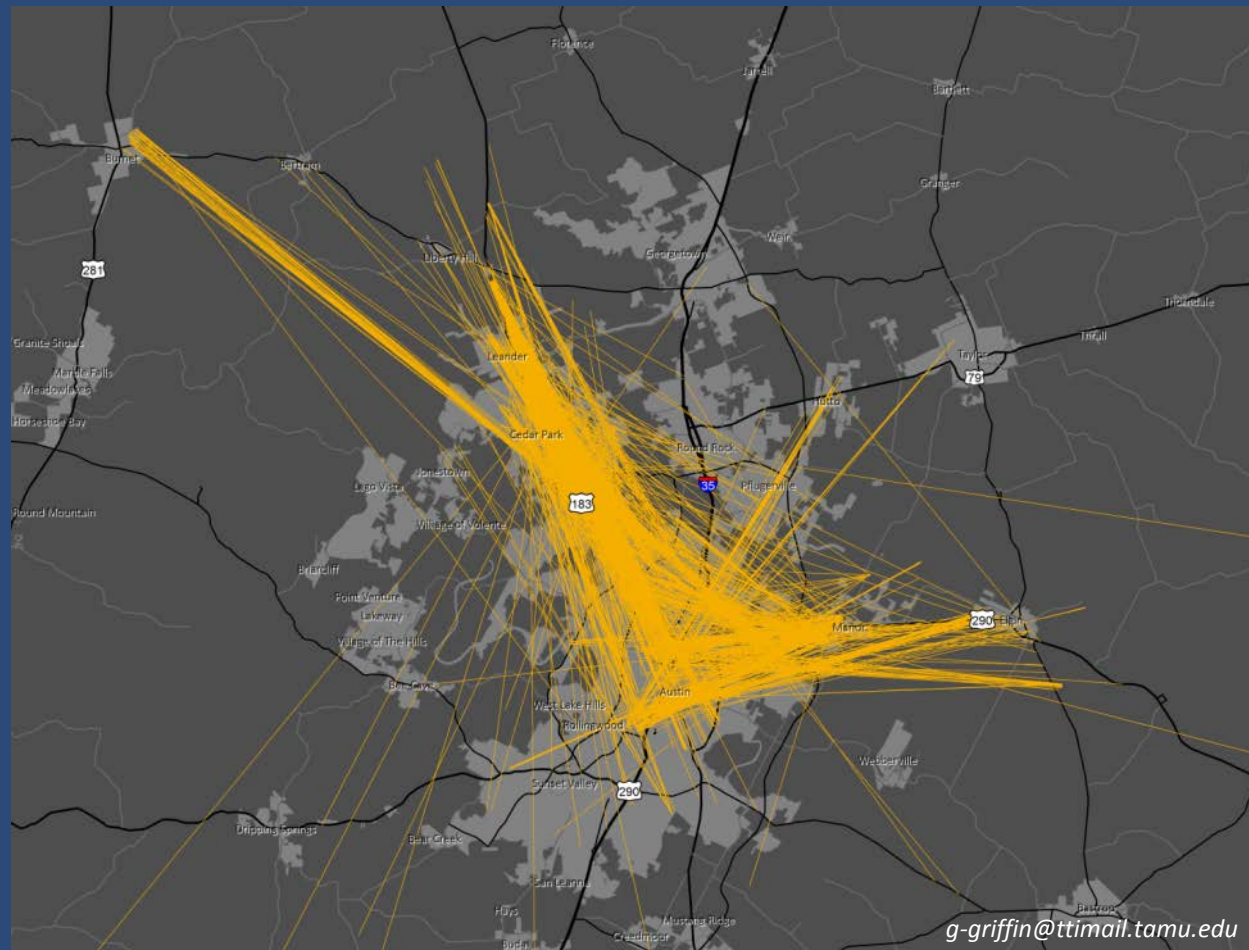 Florence
Jarrell
Bartlett
Burnet
Bertram
Granger
Weir
Georgetown
Liberty Hill
281
Thorndale
Granite Shoals
Thrall
Leander
Taylor
Marble Falls
79
Meadowlakes
Hutto
Horseshoe Bay
Cedar Park
Round Rock
Jonestown
35
Pflugerville
Lago Vista
183
Round Mountain
Village of Volente
Briarcliff
Point Venture
Lakeway
290
Elgin
Manor
Village of The Hills
Bee Cave
Austin
West Lake Hills
Rollingwood
Webberville
Sunset Valley
290
Dripping Springs
Bear Creek
San Leanna
Hays
Bastrop
Mustang Ridge
Creedmoor
Buda
g-griffin@ttimail.tamu.edu